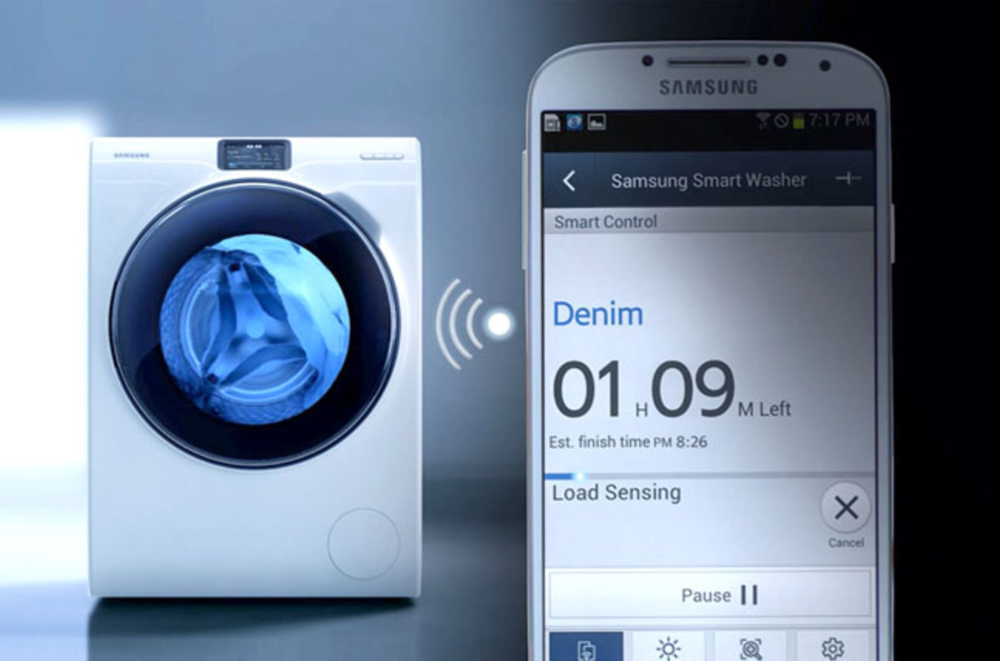 SAMSUNG
SAMSUNG
7:17 PM
Samsung Smart Washer
Smart Control
Denim
01 H 09 M Left
Est. finish time PM 8:26
Load Sensing
Cancel
Pause